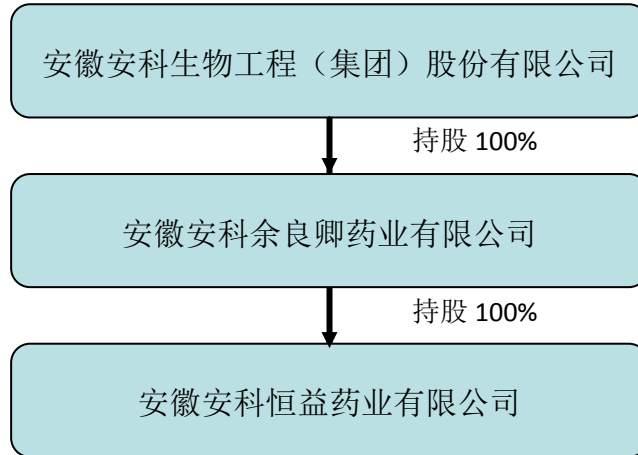 安徽安科生物工程（集团）股份有限公司
持股 100%
安徽安科余良卿药业有限公司
持股 100%
安徽安科恒益药业有限公司